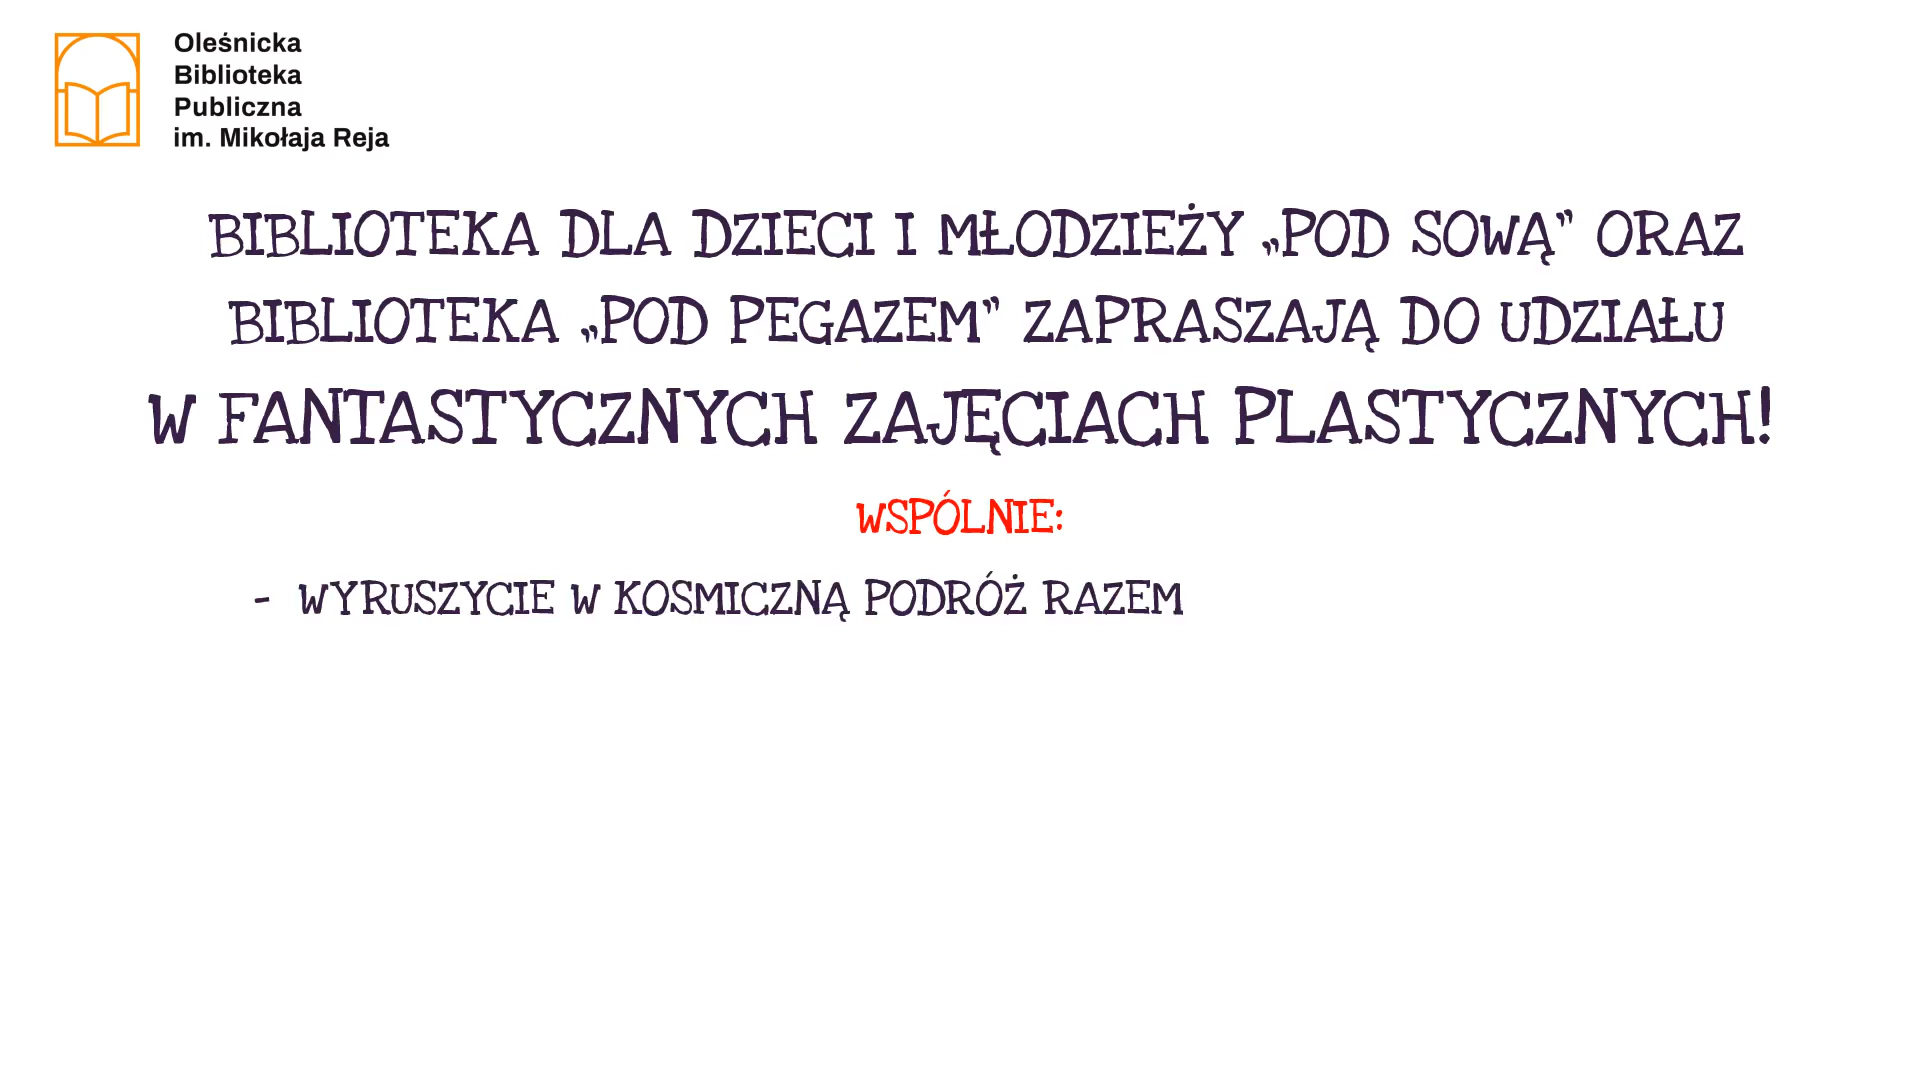 Oleśnicka
Biblioteka
Publiczna
im. Mikołaja Reja
BIBLIOTEKA DLA DZIECI I MŁODZIEŻY „POD SOWĄ” ORAZ
BIBLIOTEKA „POD PEGAZEM” ZAPRASZAJĄ DO UDZIAŁU
W FANTASTYCZNYCH ZAJĘCIACH PLASTYCZNYCH!
WSPÓLNIE:
- WYRUSZYCIE W KOSMICZNĄ PODRÓŻ RAZEM